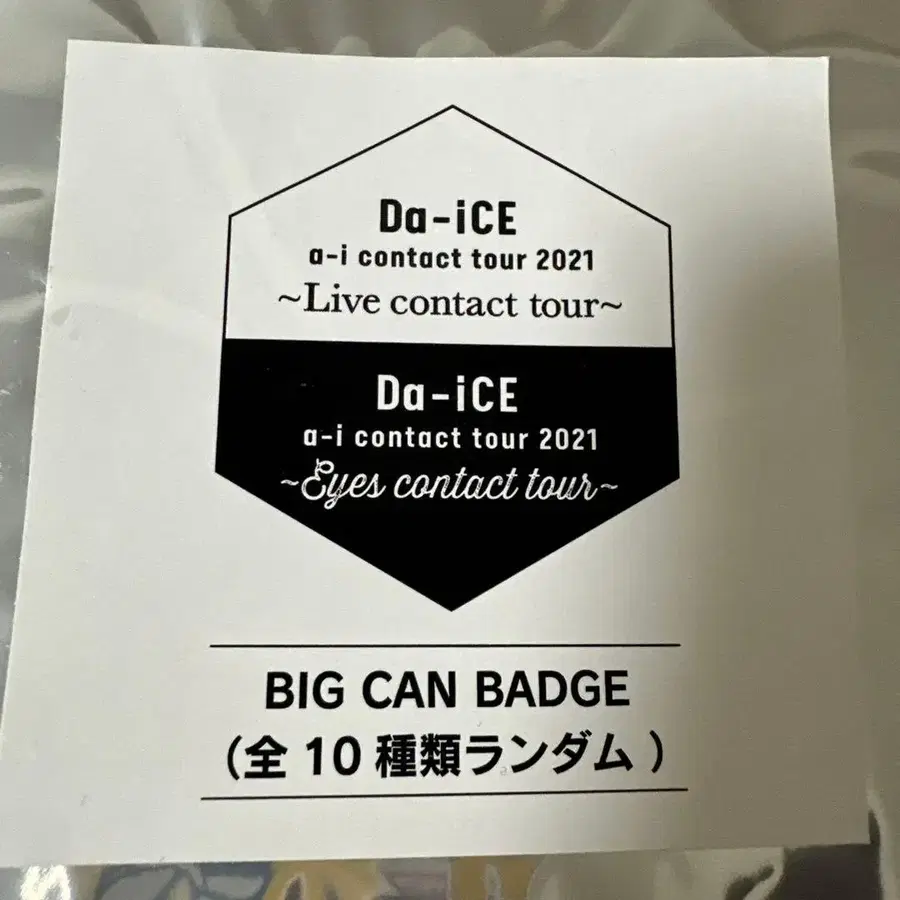 Da-iCE
a-i contact tour 2021
~Live contact tour~
Da-iCE
a-i contact tour 2021
~Eyes contact tour~
BIG CAN BADGE
（全 10 種類ランダム ）